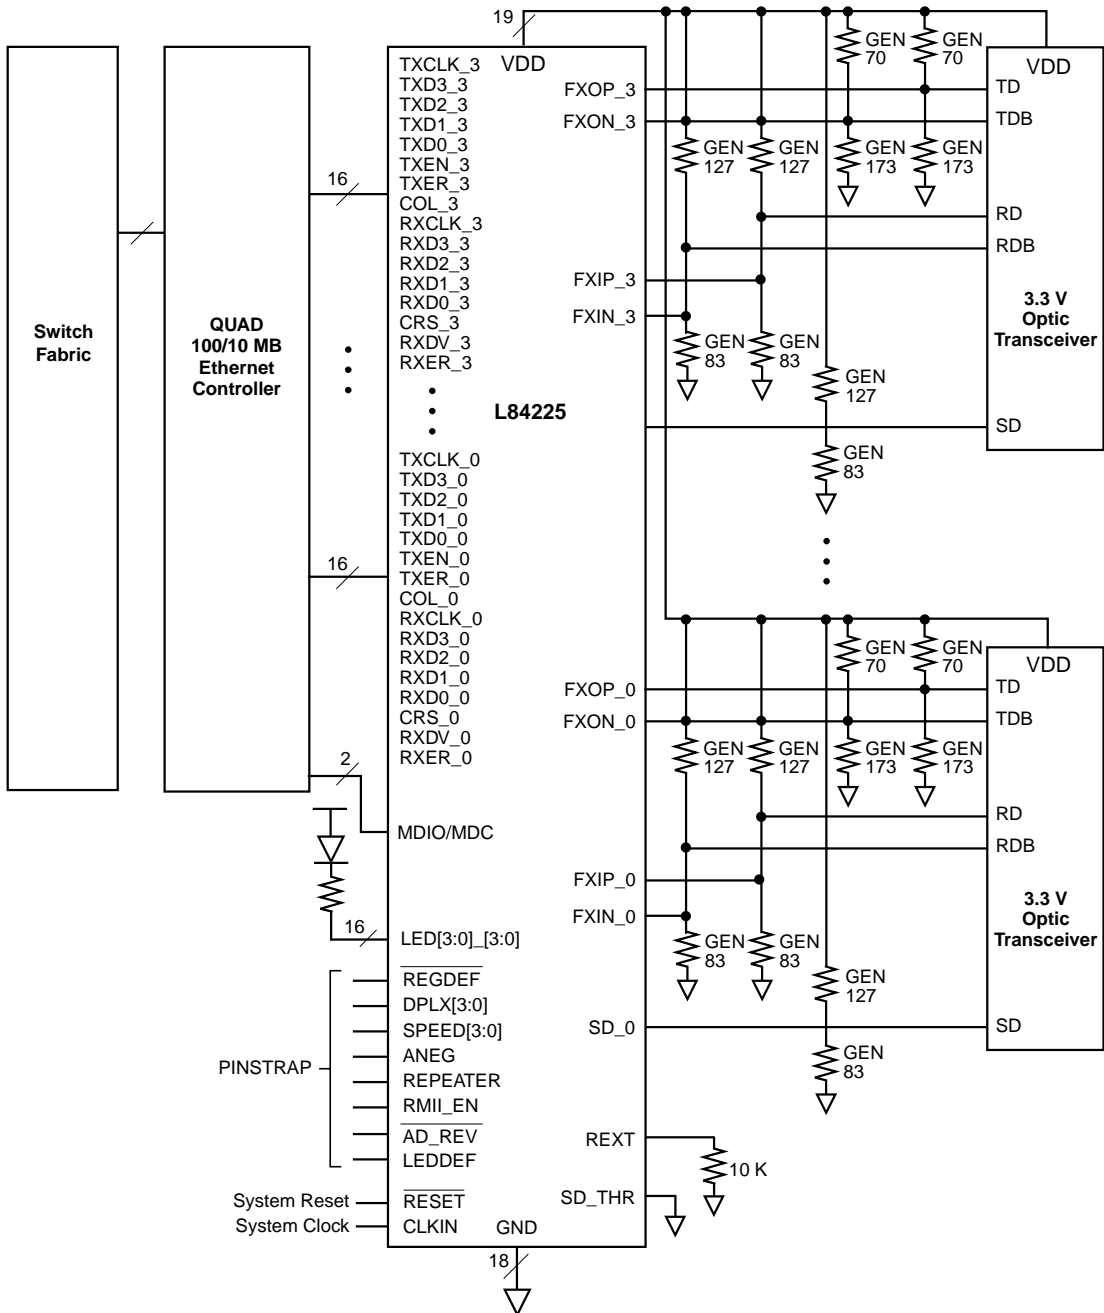 19
VDD
TXCLK_3
TXD3_3
TXD2_3
TXD1_3
TXD0_3
TXEN_3
TXER_3
COL_3
RXCLK_3
RXD3_3
RXD2_3
RXD1_3
RXD0_3
CRS_3
RXDV_3
RXER_3
16
Switch
Fabric
QUAD
100/10 MB
Ethernet
Controller
L84225
TXCLK_0
TXD3_0
TXD2_0
TXD1_0
TXD0_0
TXEN_0
TXER_0
COL_0
RXCLK_0
RXD3_0
RXD2_0
RXD1_0
RXD0_0
CRS_0
RXDV_0
RXER_0
16
2
MDIO/MDC
16
LED[3:0]_[3:0]
PINSTRAP
REGDEF
DPLX[3:0]
SPEED[3:0]
ANEG
REPEATER
RMII_EN
AD_REV
LEDDEF
System Reset
RESET
System Clock
CLKIN
GND
18
FXOP_3
FXON_3
FXIP_3
FXIN_3
GEN
70
GEN
70
GEN
127
GEN
127
GEN
173
GEN
173
GEN
83
GEN
83
GEN
127
GEN
83
VDD
TD
TDB
RD
RDB
3.3 V
Optic
Transceiver
SD
FXOP_0
FXON_0
FXIP_0
FXIN_0
SD_0
GEN
70
GEN
70
GEN
127
GEN
127
GEN
173
GEN
173
GEN
83
GEN
83
GEN
127
GEN
83
VDD
TD
TDB
RD
RDB
3.3 V
Optic
Transceiver
SD
REXT
10 K
SD_THR